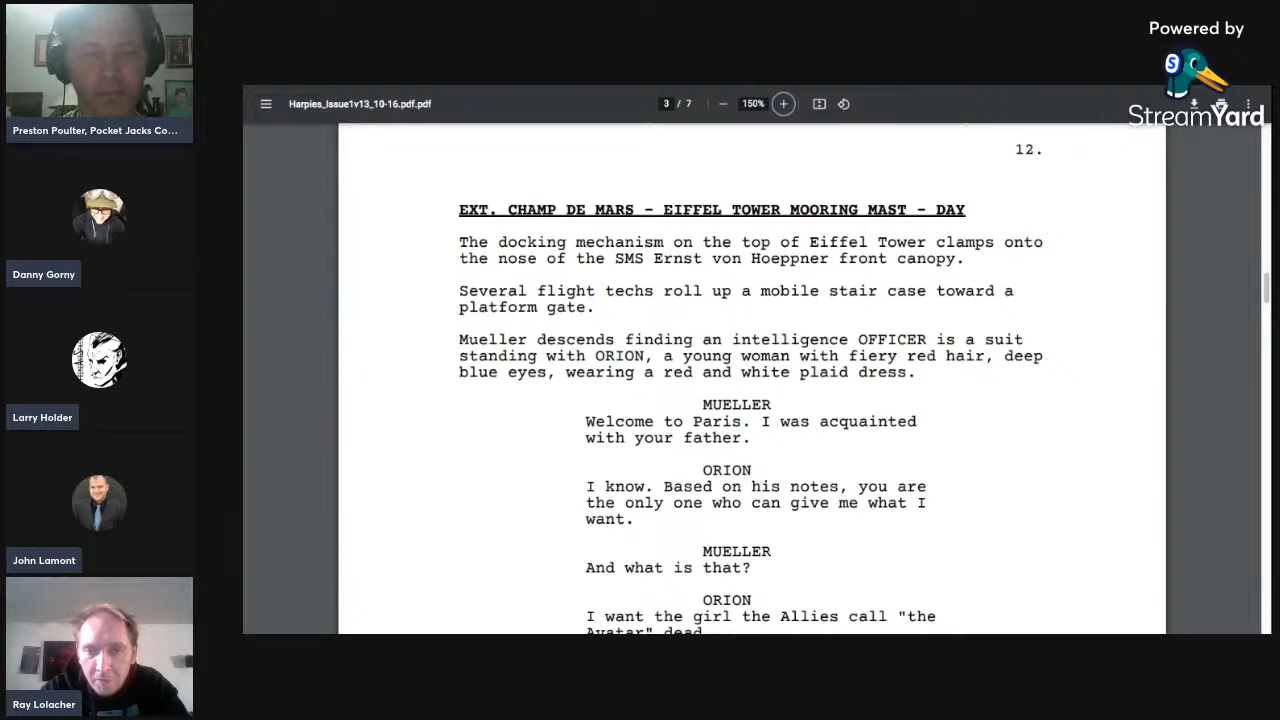 Powered by
S
StreamYard
Preston Poulter, Pocket Jacks Co...
Danny Gorny
Larry Holder
John Lamont
Ray Lolacher
Harpies_Issue1v13_10-16.pdf.pdf
3 / 7
150%
12.
EXT. CHAMP DE MARS - EIFFEL TOWER MOORING MAST - DAY
The docking mechanism on the top of Eiffel Tower clamps onto
the nose of the SMS Ernst von Hoeppner front canopy.
Several flight techs roll up a mobile stair case toward a
platform gate.
Mueller descends finding an intelligence OFFICER is a suit
standing with ORION, a young woman with fiery red hair, deep
blue eyes, wearing a red and white plaid dress.
MUELLER
Welcome to Paris. I was acquainted
with your father.
ORION
I know. Based on his notes, you are
the only one who can give me what I
want.
MUELLER
And what is that?
ORION
I want the girl the Allies call "the
Avatar" dead